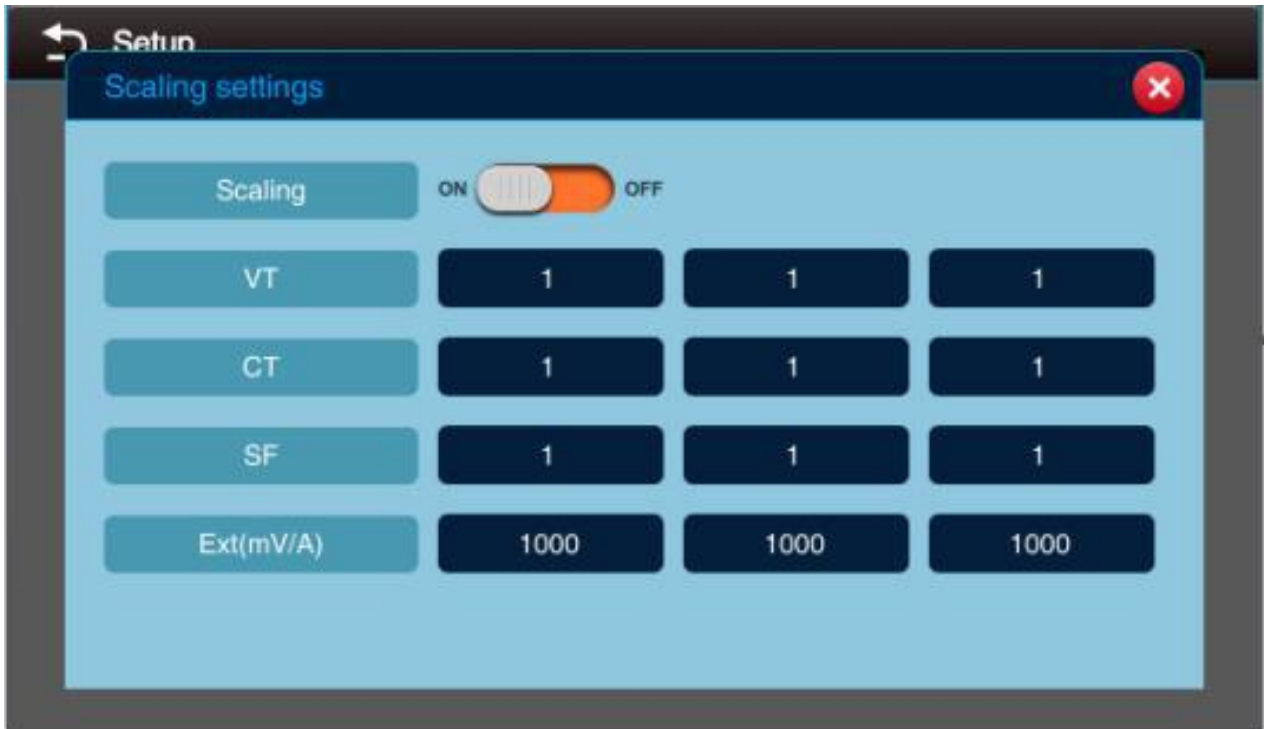 Setup
Scaling settings
Scaling ON OFF
VT 1 1 1
CT 1 1 1
SF 1 1 1
Ext(mV/A) 1000 1000 1000